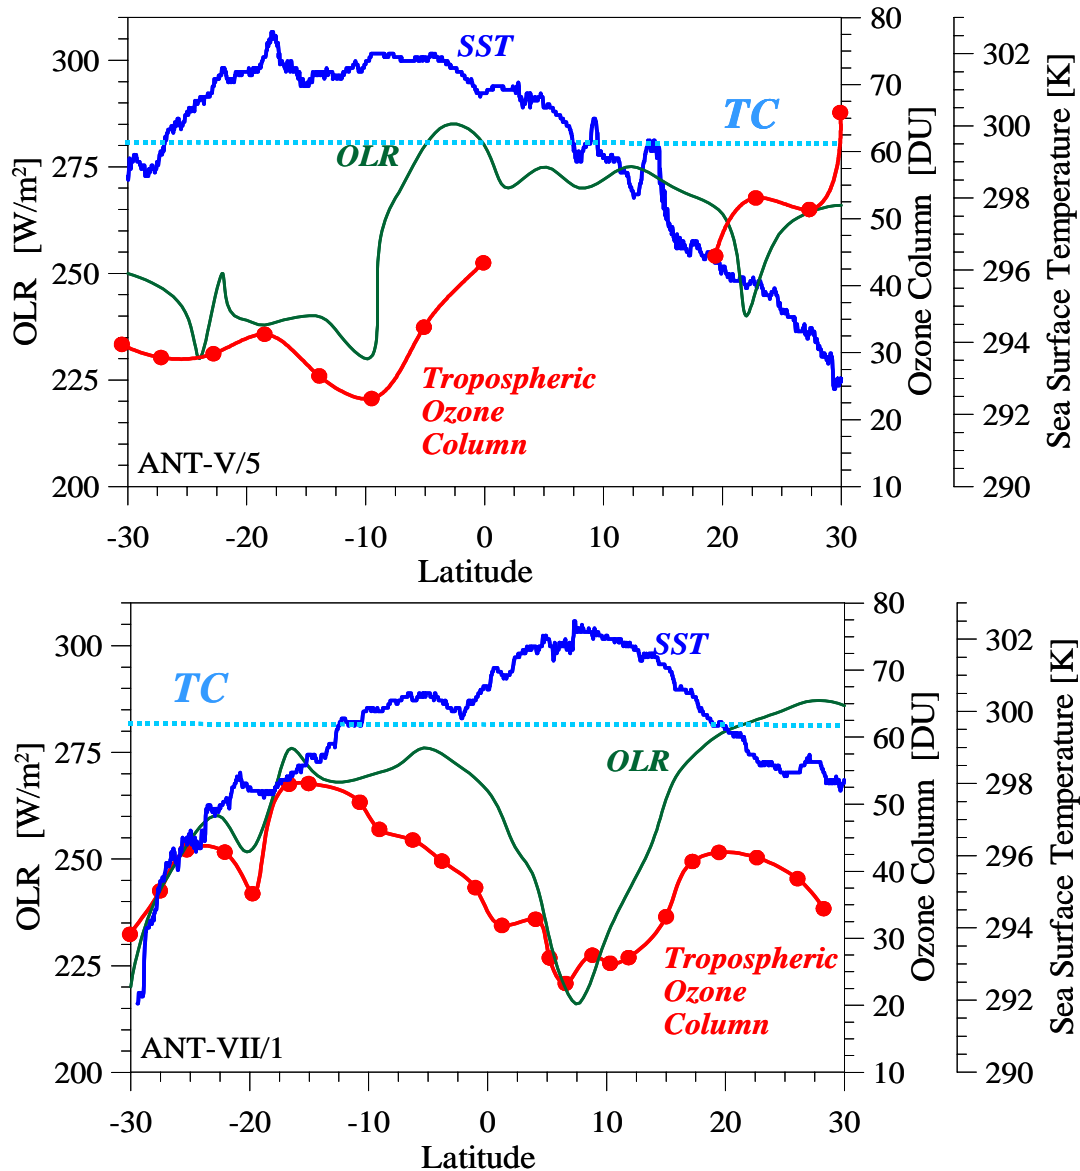 SST
TC
OLR
Tropospheric
Ozone
Column
ANT-V/5
300
275
250
225
200
OLR [W/m²]
80
70
60
50
40
30
20
10
Ozone Column [DU]
302
300
298
296
294
292
290
Sea Surface Temperature [K]
-30 -20 -10 0 10 20 30
Latitude
SST
TC
OLR
Tropospheric
Ozone
Column
ANT-VII/1
300
275
250
225
200
OLR [W/m²]
80
70
60
50
40
30
20
10
Ozone Column [DU]
302
300
298
296
294
292
290
Sea Surface Temperature [K]
-30 -20 -10 0 10 20 30
Latitude